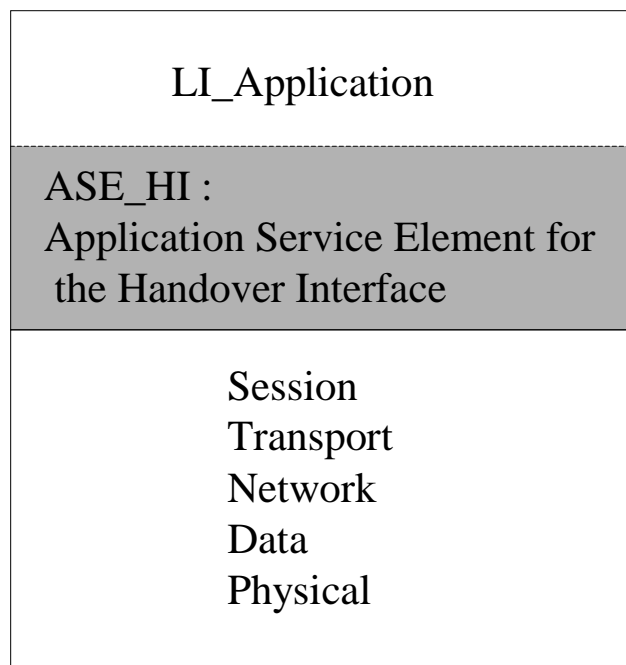 LI_Application
ASE_HI :
Application Service Element for
the Handover Interface
Session
Transport
Network
Data
Physical